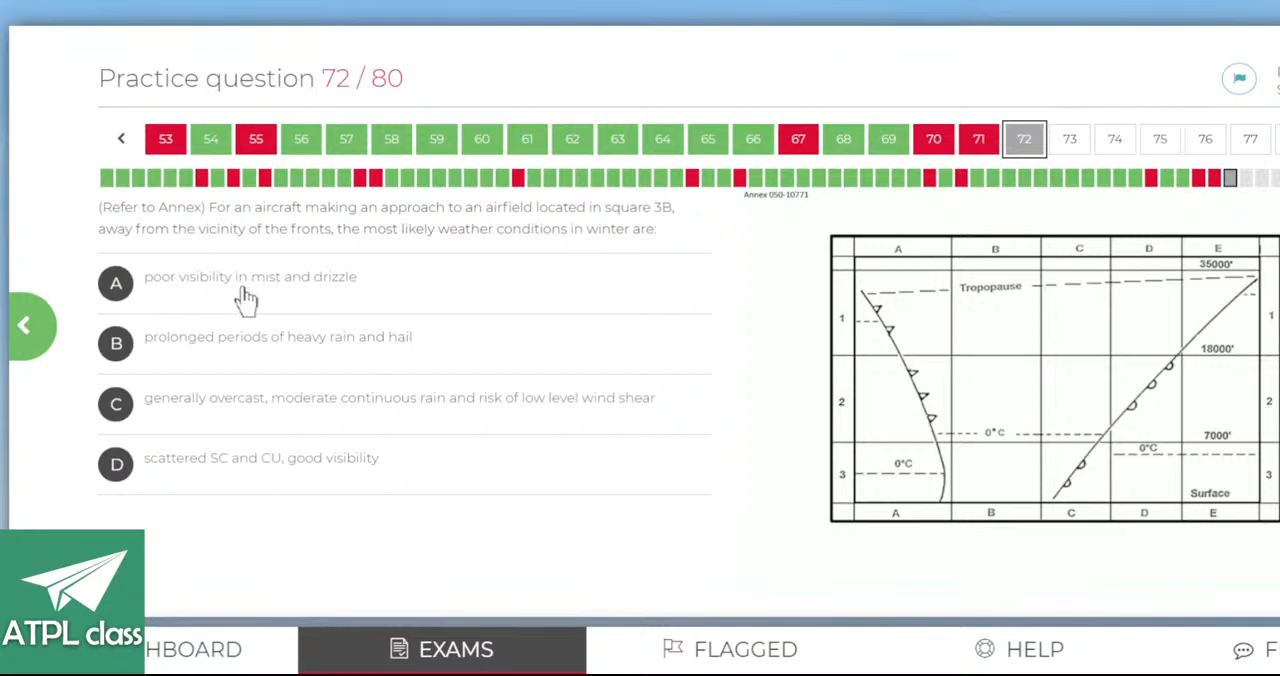 Practice question 72 / 80
53 54 55 56 57 58 59 60 61 62 63 64 65 66 67 68 69 70 71 72 73 74 75 76 77
Annex 050-10771
(Refer to Annex) For an aircraft making an approach to an airfield located in square 3B,
away from the vicinity of the fronts, the most likely weather conditions in winter are:
A poor visibility in mist and drizzle
B prolonged periods of heavy rain and hail
C generally overcast, moderate continuous rain and risk of low level wind shear
D scattered SC and CU, good visibility
A B C D E
35000'
Tropopause
1 1
18000'
2 2
0°C
7000'
0°C
0°C
3 3
Surface
A B C D E
ATPL class
HBOARD
EXAMS
FLAGGED
HELP
F